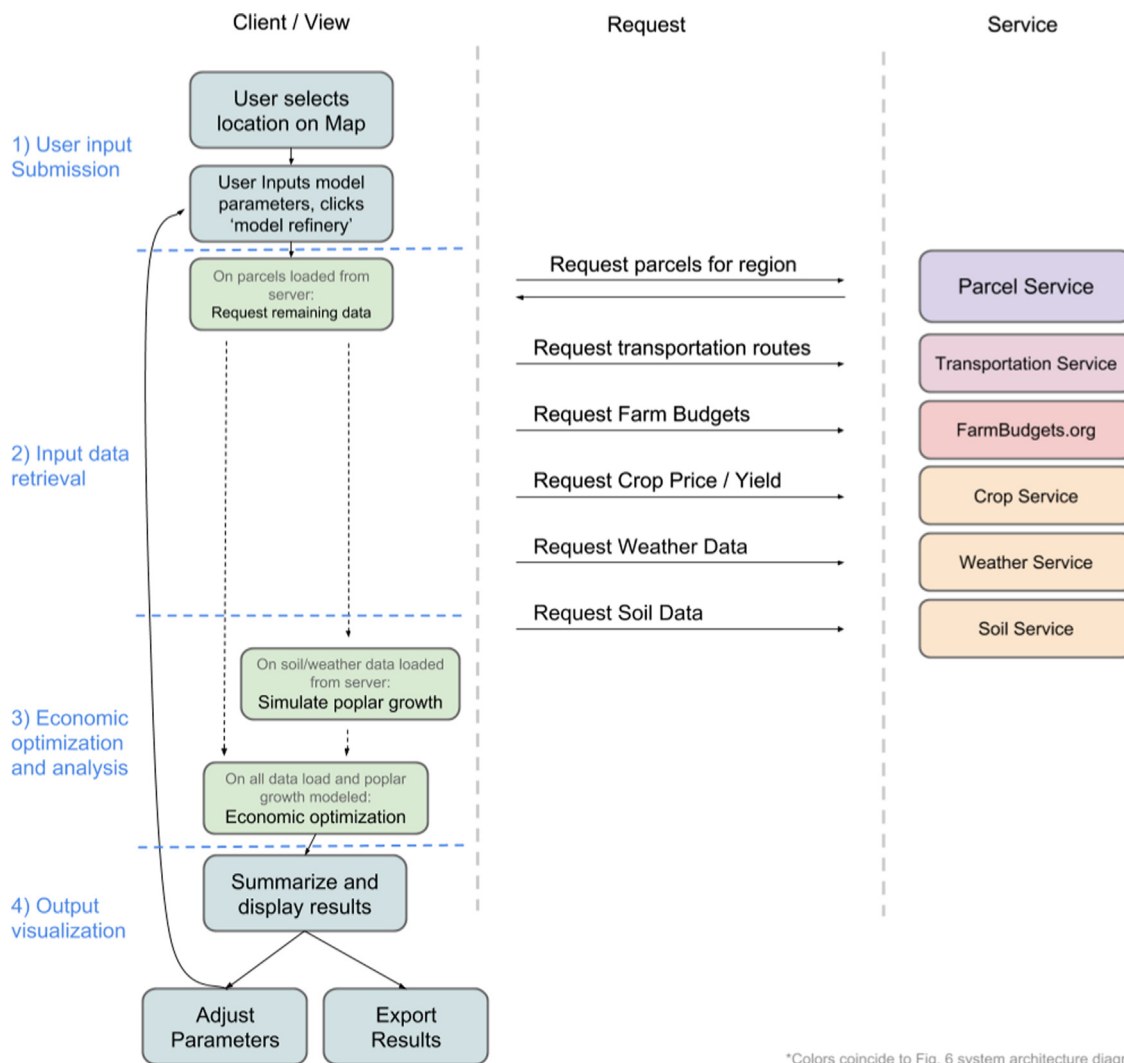 Client / View
Request
Service
1) User input
Submission
User selects
location on Map
User Inputs model
parameters, clicks
‘model refinery’
On parcels loaded from
server:
Request remaining data
Request parcels for region
Parcel Service
Request transportation routes
Transportation Service
Request Farm Budgets
FarmBudgets.org
2) Input data
retrieval
Request Crop Price / Yield
Crop Service
Request Weather Data
Weather Service
Request Soil Data
Soil Service
3) Economic
optimization
and analysis
On soil/weather data loaded
from server:
Simulate poplar growth
On all data load and poplar
growth modeled:
Economic optimization
4) Output
visualization
Summarize and
display results
Adjust
Parameters
Export
Results
*Colors coincide to Fig. 6 system architecture diagr